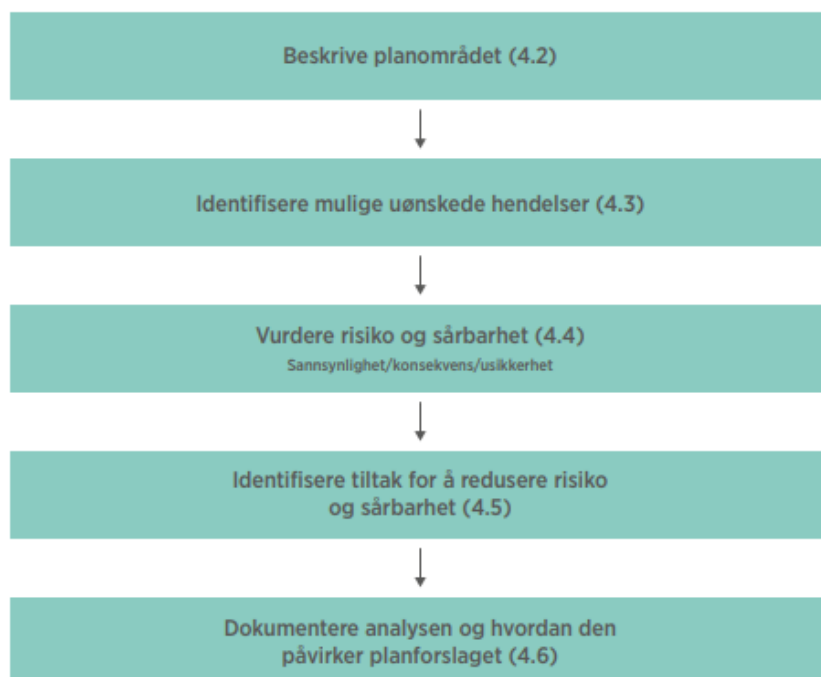 Beskrive planområdet (4.2)
Identifisere mulige uønskede hendelser (4.3)
Vurdere risiko og sårbarhet (4.4)
Sannsynlighet/konsekvens/usikkerhet
Identifisere tiltak for å redusere risiko
og sårbarhet (4.5)
Dokumentere analysen og hvordan den
påvirker planforslaget (4.6)